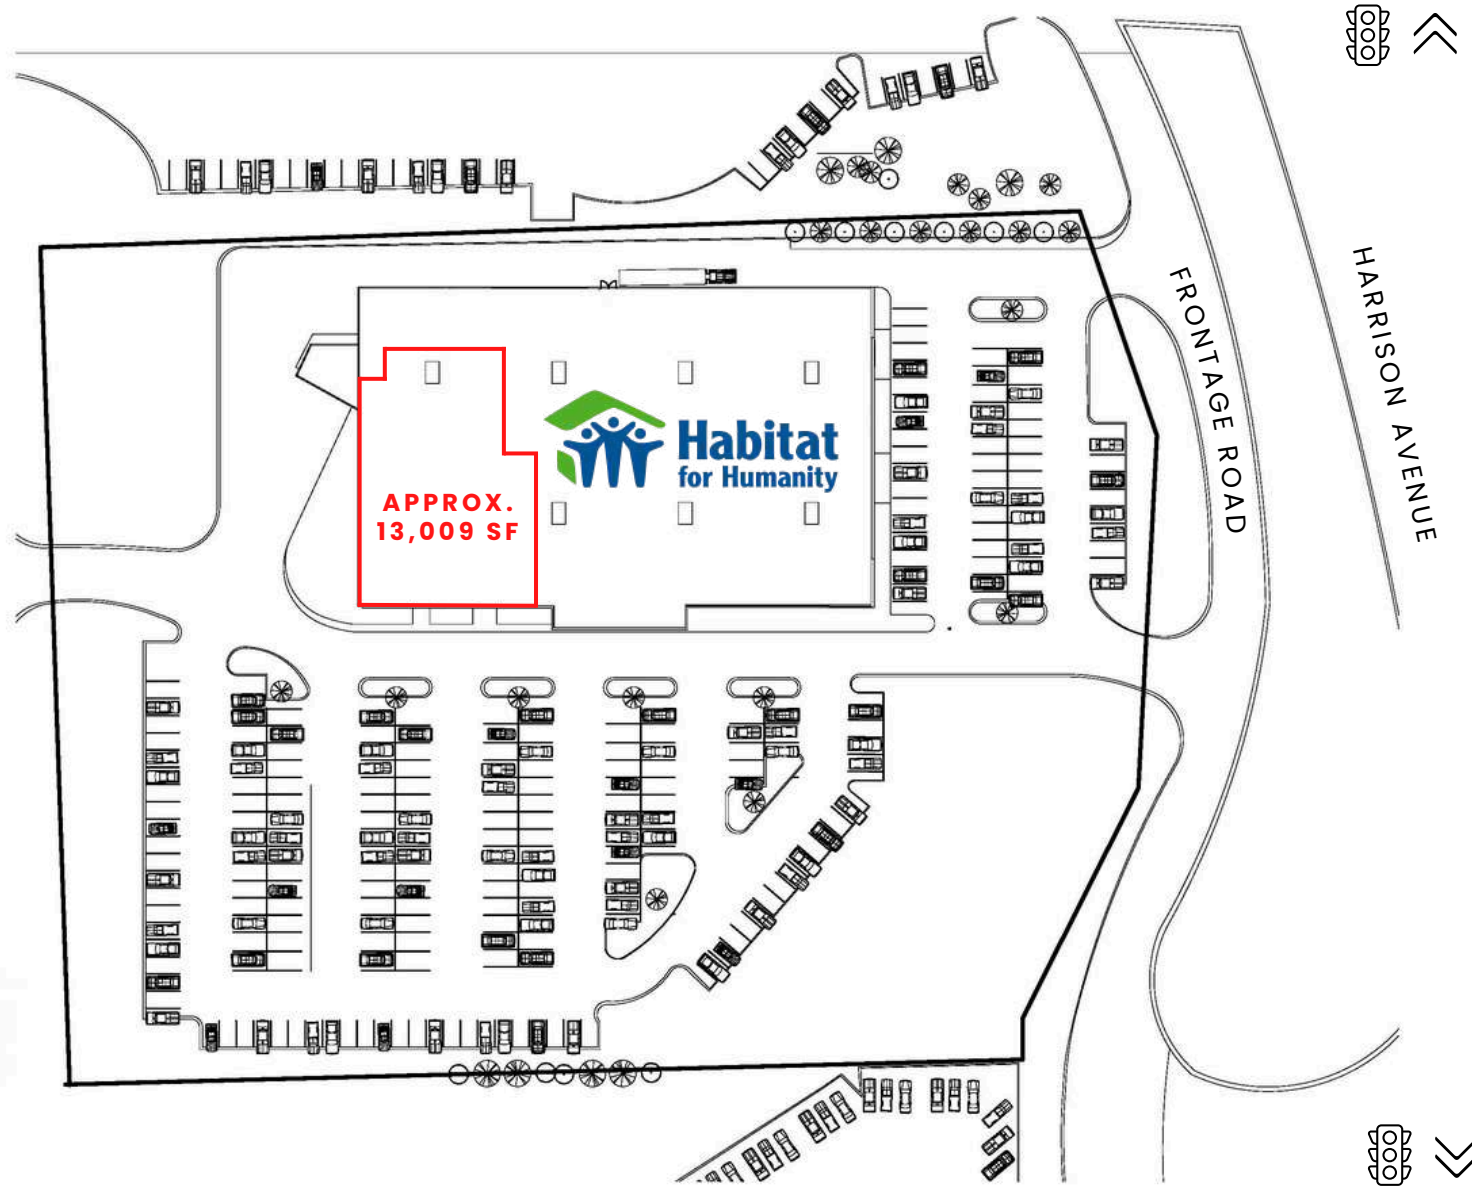 FRONTAGE ROAD
HARRISON AVENUE
Habitat
for Humanity
APPROX.
13,009 SF